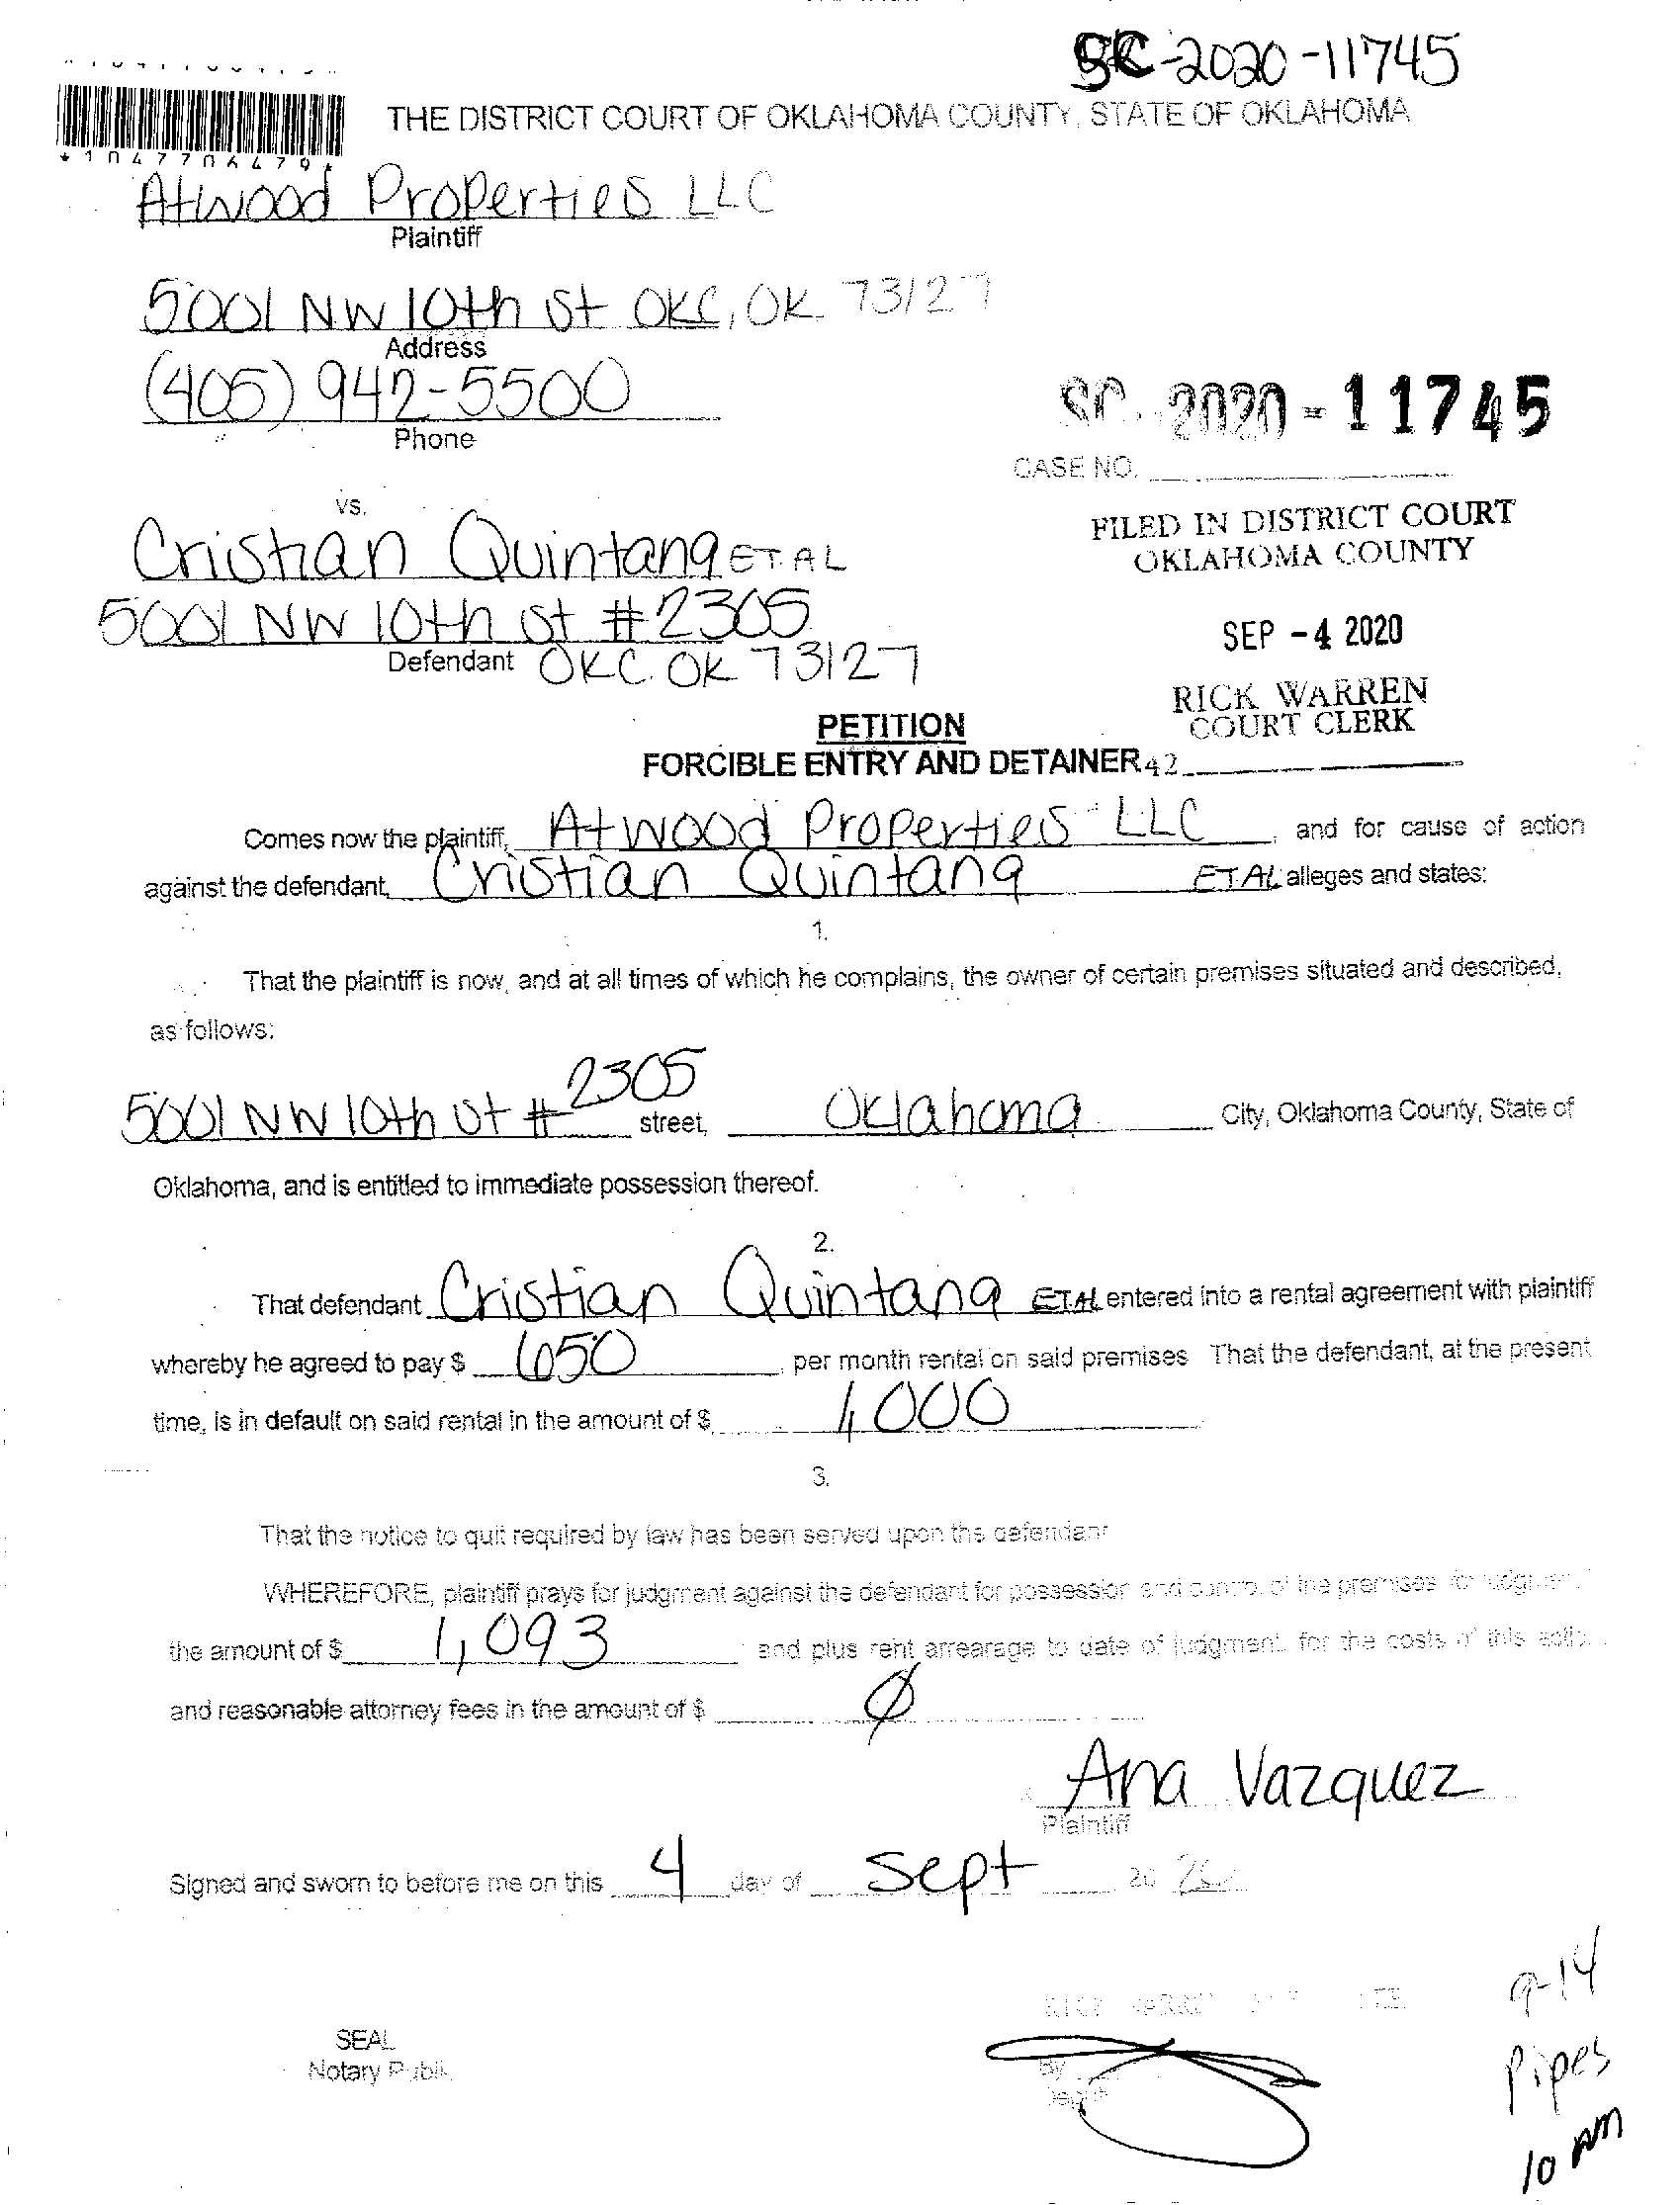 SC-2020-11745
THE DISTRICT COURT OF OKLAHOMA COUNTY, STATE OF OKLAHOMA
*1047706479*
Atwood Properties LLC
Plaintiff
5001 NW 10th St OKC, OK 73127
Address
(405) 942-5500
Phone
SC-2020-11745
CASE NO.
vs.
FILED IN DISTRICT COURT
OKLAHOMA COUNTY
Cristian Quintana ET AL
5001 NW 10th St #2305
SEP -4 2020
Defendant OKC. OK 73127
RICK WARREN
COURT CLERK
PETITION
FORCIBLE ENTRY AND DETAINER 42
Comes now the plaintiff, Atwood Properties LLC, and for cause of action
against the defendant, Cristian Quintana ET AL alleges and states:
1.
That the plaintiff is now, and at all times of which he complains, the owner of certain premises situated and described,
as follows:
5001 NW 10th St # 2305 street, Oklahoma City, Oklahoma County, State of
Oklahoma, and is entitled to immediate possession thereof.
2.
That defendant Cristian Quintana ET AL entered into a rental agreement with plaintiff
whereby he agreed to pay $ 650, per month rental on said premises That the defendant, at the present
time, is in default on said rental in the amount of $ 1,000
3.
That the notice to quit required by law has been served upon the defendant
WHEREFORE, plaintiff prays for judgment against the defendant for possession and control of the premises for
the amount of $ 1,093 and plus rent arrearage to date of judgment, for the costs of this
and reasonable attorney fees in the amount of $ Ø
Ana Vazquez
Plaintiff
Signed and sworn to before me on this 4 day of Sept 20 20
9-14
SEAL
Notary Public
By
Pipes
10 AM